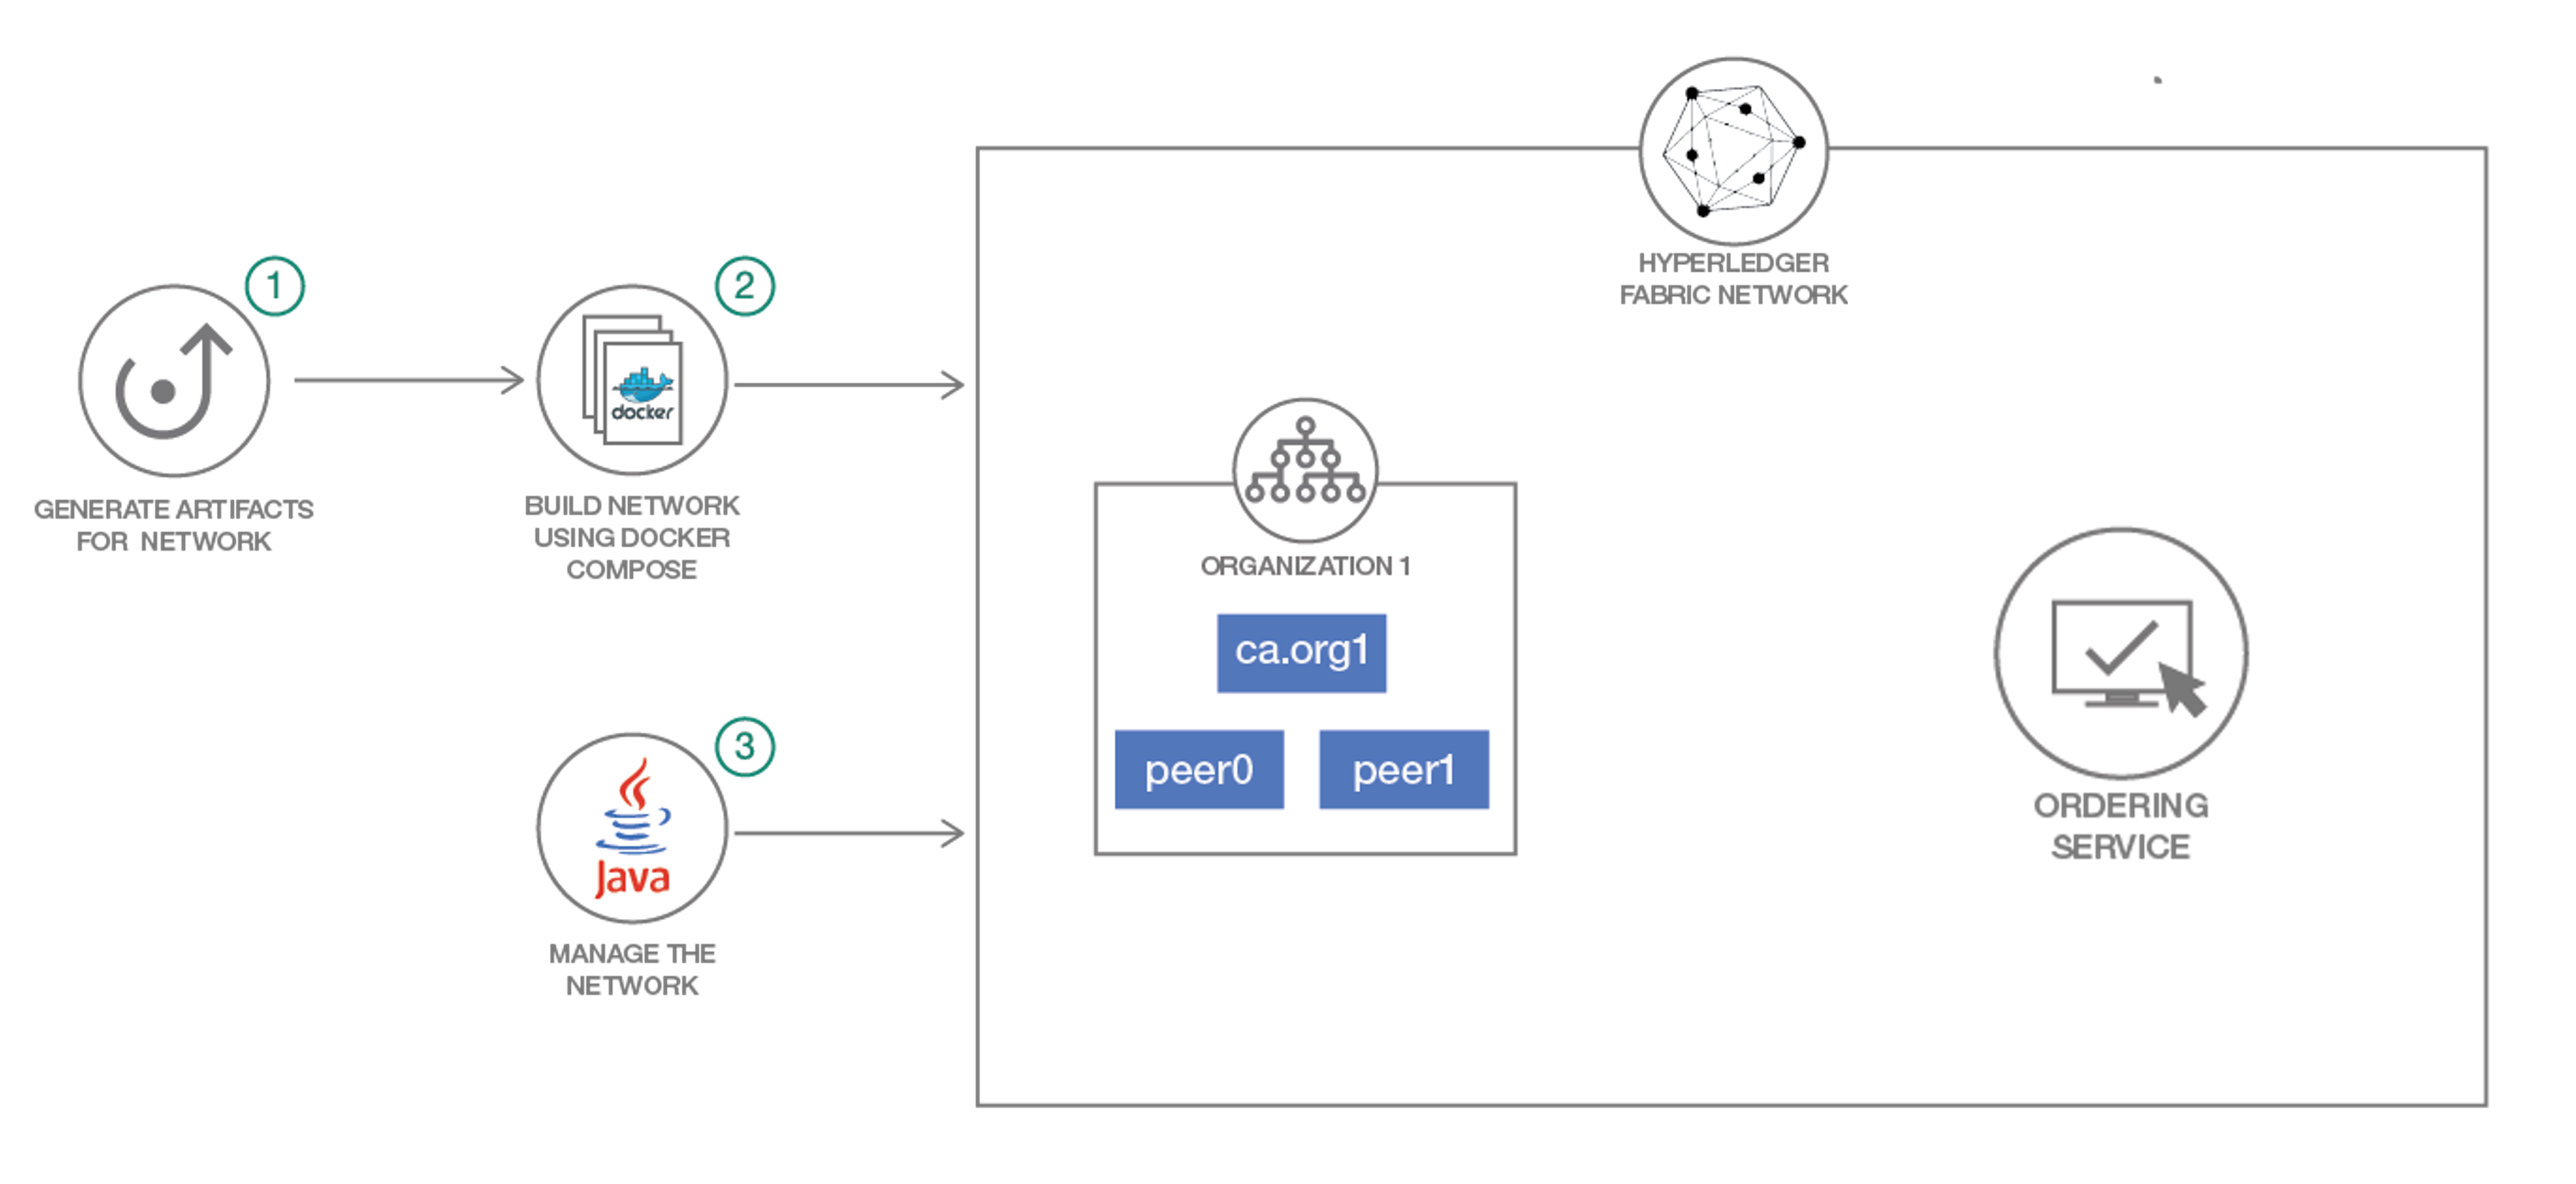 1
GENERATE ARTIFACTS
FOR NETWORK
2
docker
BUILD NETWORK
USING DOCKER
COMPOSE
3
Java
MANAGE THE
NETWORK
HYPERLEDGER
FABRIC NETWORK
ORGANIZATION 1
ca.org1
peer0
peer1
ORDERING
SERVICE